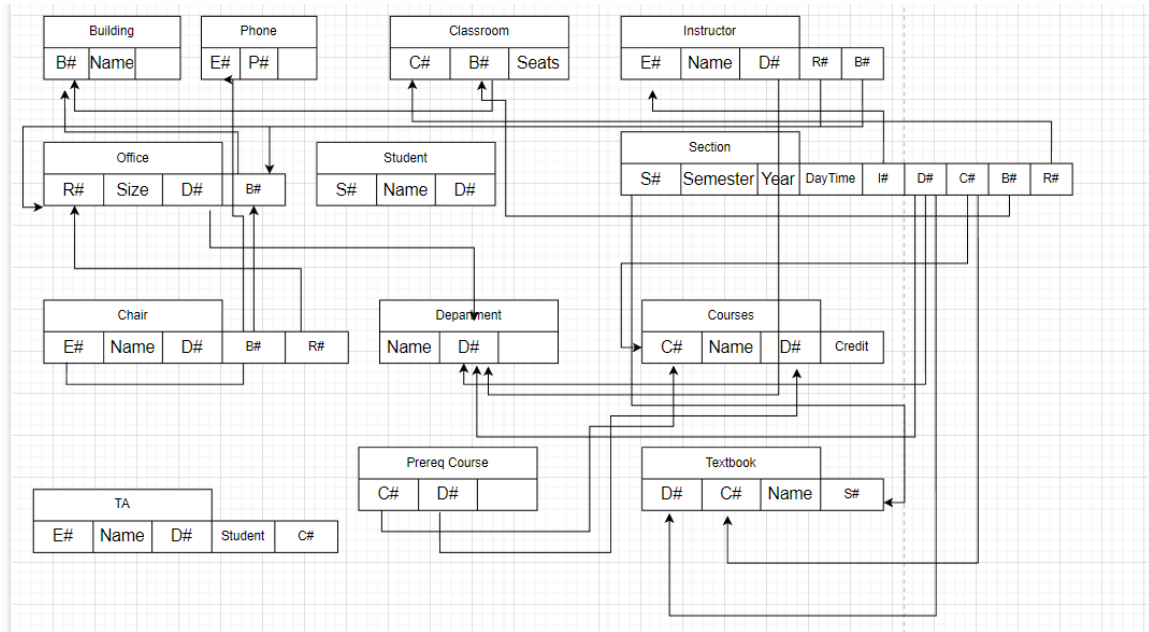 Building
B# Name
Phone
E# P#
Classroom
C# B# Seats
Instructor
E# Name D# R# B#
Office
R# Size D# B#
Student
S# Name D#
Section
S# Semester Year DayTime I# D# C# B# R#
Chair
E# Name D# B# R#
Department
Name D#
Courses
C# Name D# Credit
Prereq Course
C# D#
Textbook
D# C# Name S#
TA
E# Name D# Student C#